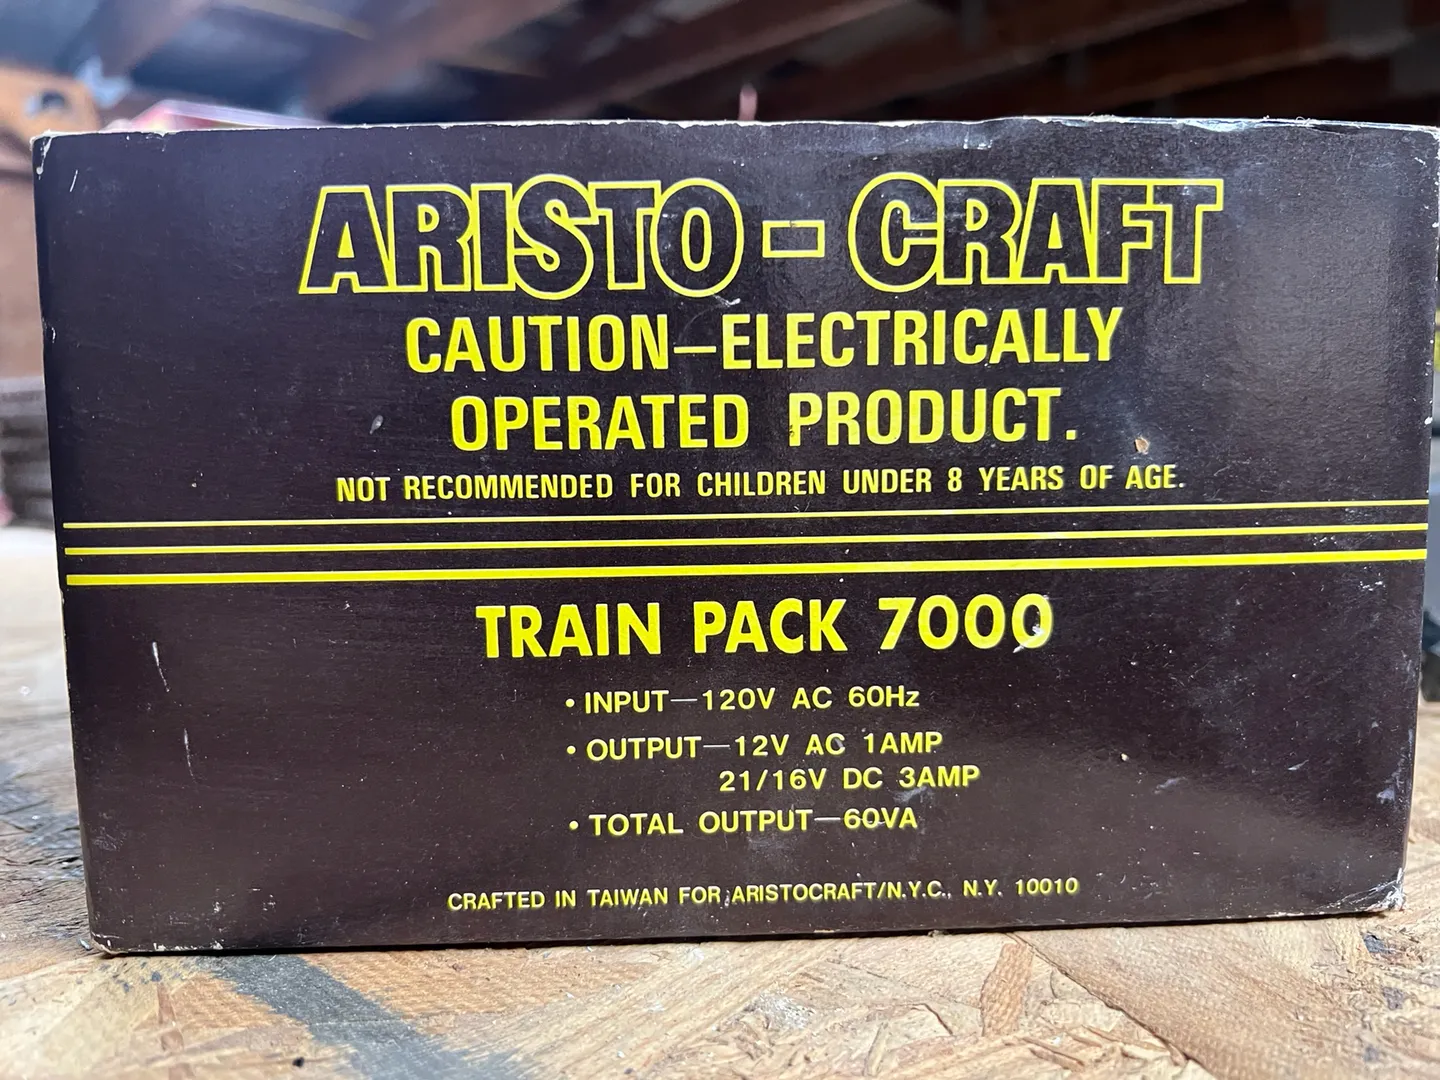 ARISTO-CRAFT
CAUTION—ELECTRICALLY
OPERATED PRODUCT.
NOT RECOMMENDED FOR CHILDREN UNDER 8 YEARS OF AGE.
TRAIN PACK 7000
• INPUT—120V AC 60Hz
• OUTPUT—12V AC 1AMP
21/16V DC 3AMP
• TOTAL OUTPUT—60VA
CRAFTED IN TAIWAN FOR ARISTOCRAFT/N.Y.C., N.Y. 10010